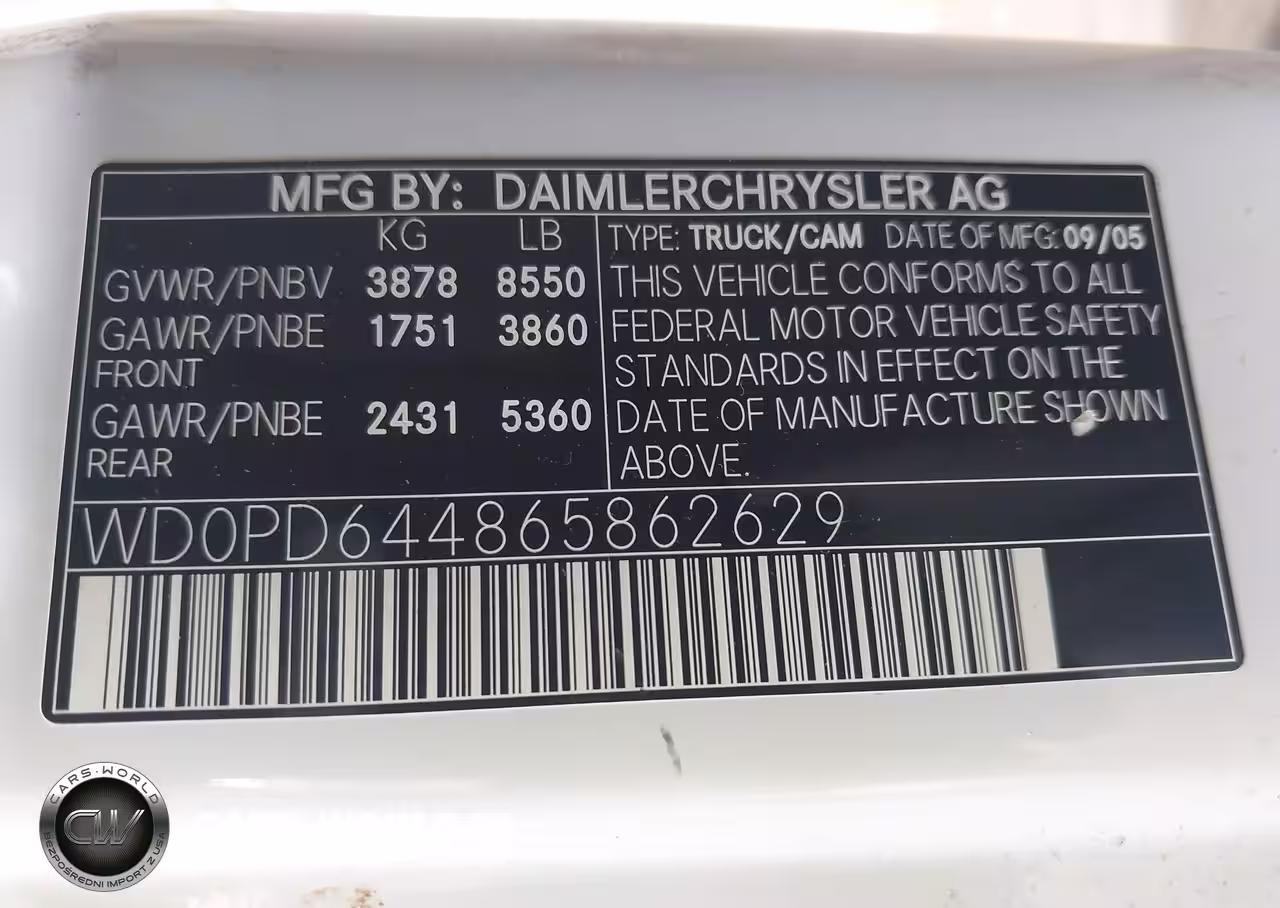 MFG BY: DAIMLERCHRYSLER AG
KG LB
GVWR/PNBV 3878 8550
GAWR/PNBE 1751 3860
FRONT
GAWR/PNBE 2431 5360
REAR
TYPE: TRUCK/CAM DATE OF MFG: 09/05
THIS VEHICLE CONFORMS TO ALL
FEDERAL MOTOR VEHICLE SAFETY
STANDARDS IN EFFECT ON THE
DATE OF MANUFACTURE SHOWN
ABOVE.
WD0PD644865862629
CARS·WORLD
CW
BEZPOŚREDNI IMPORT Z USA